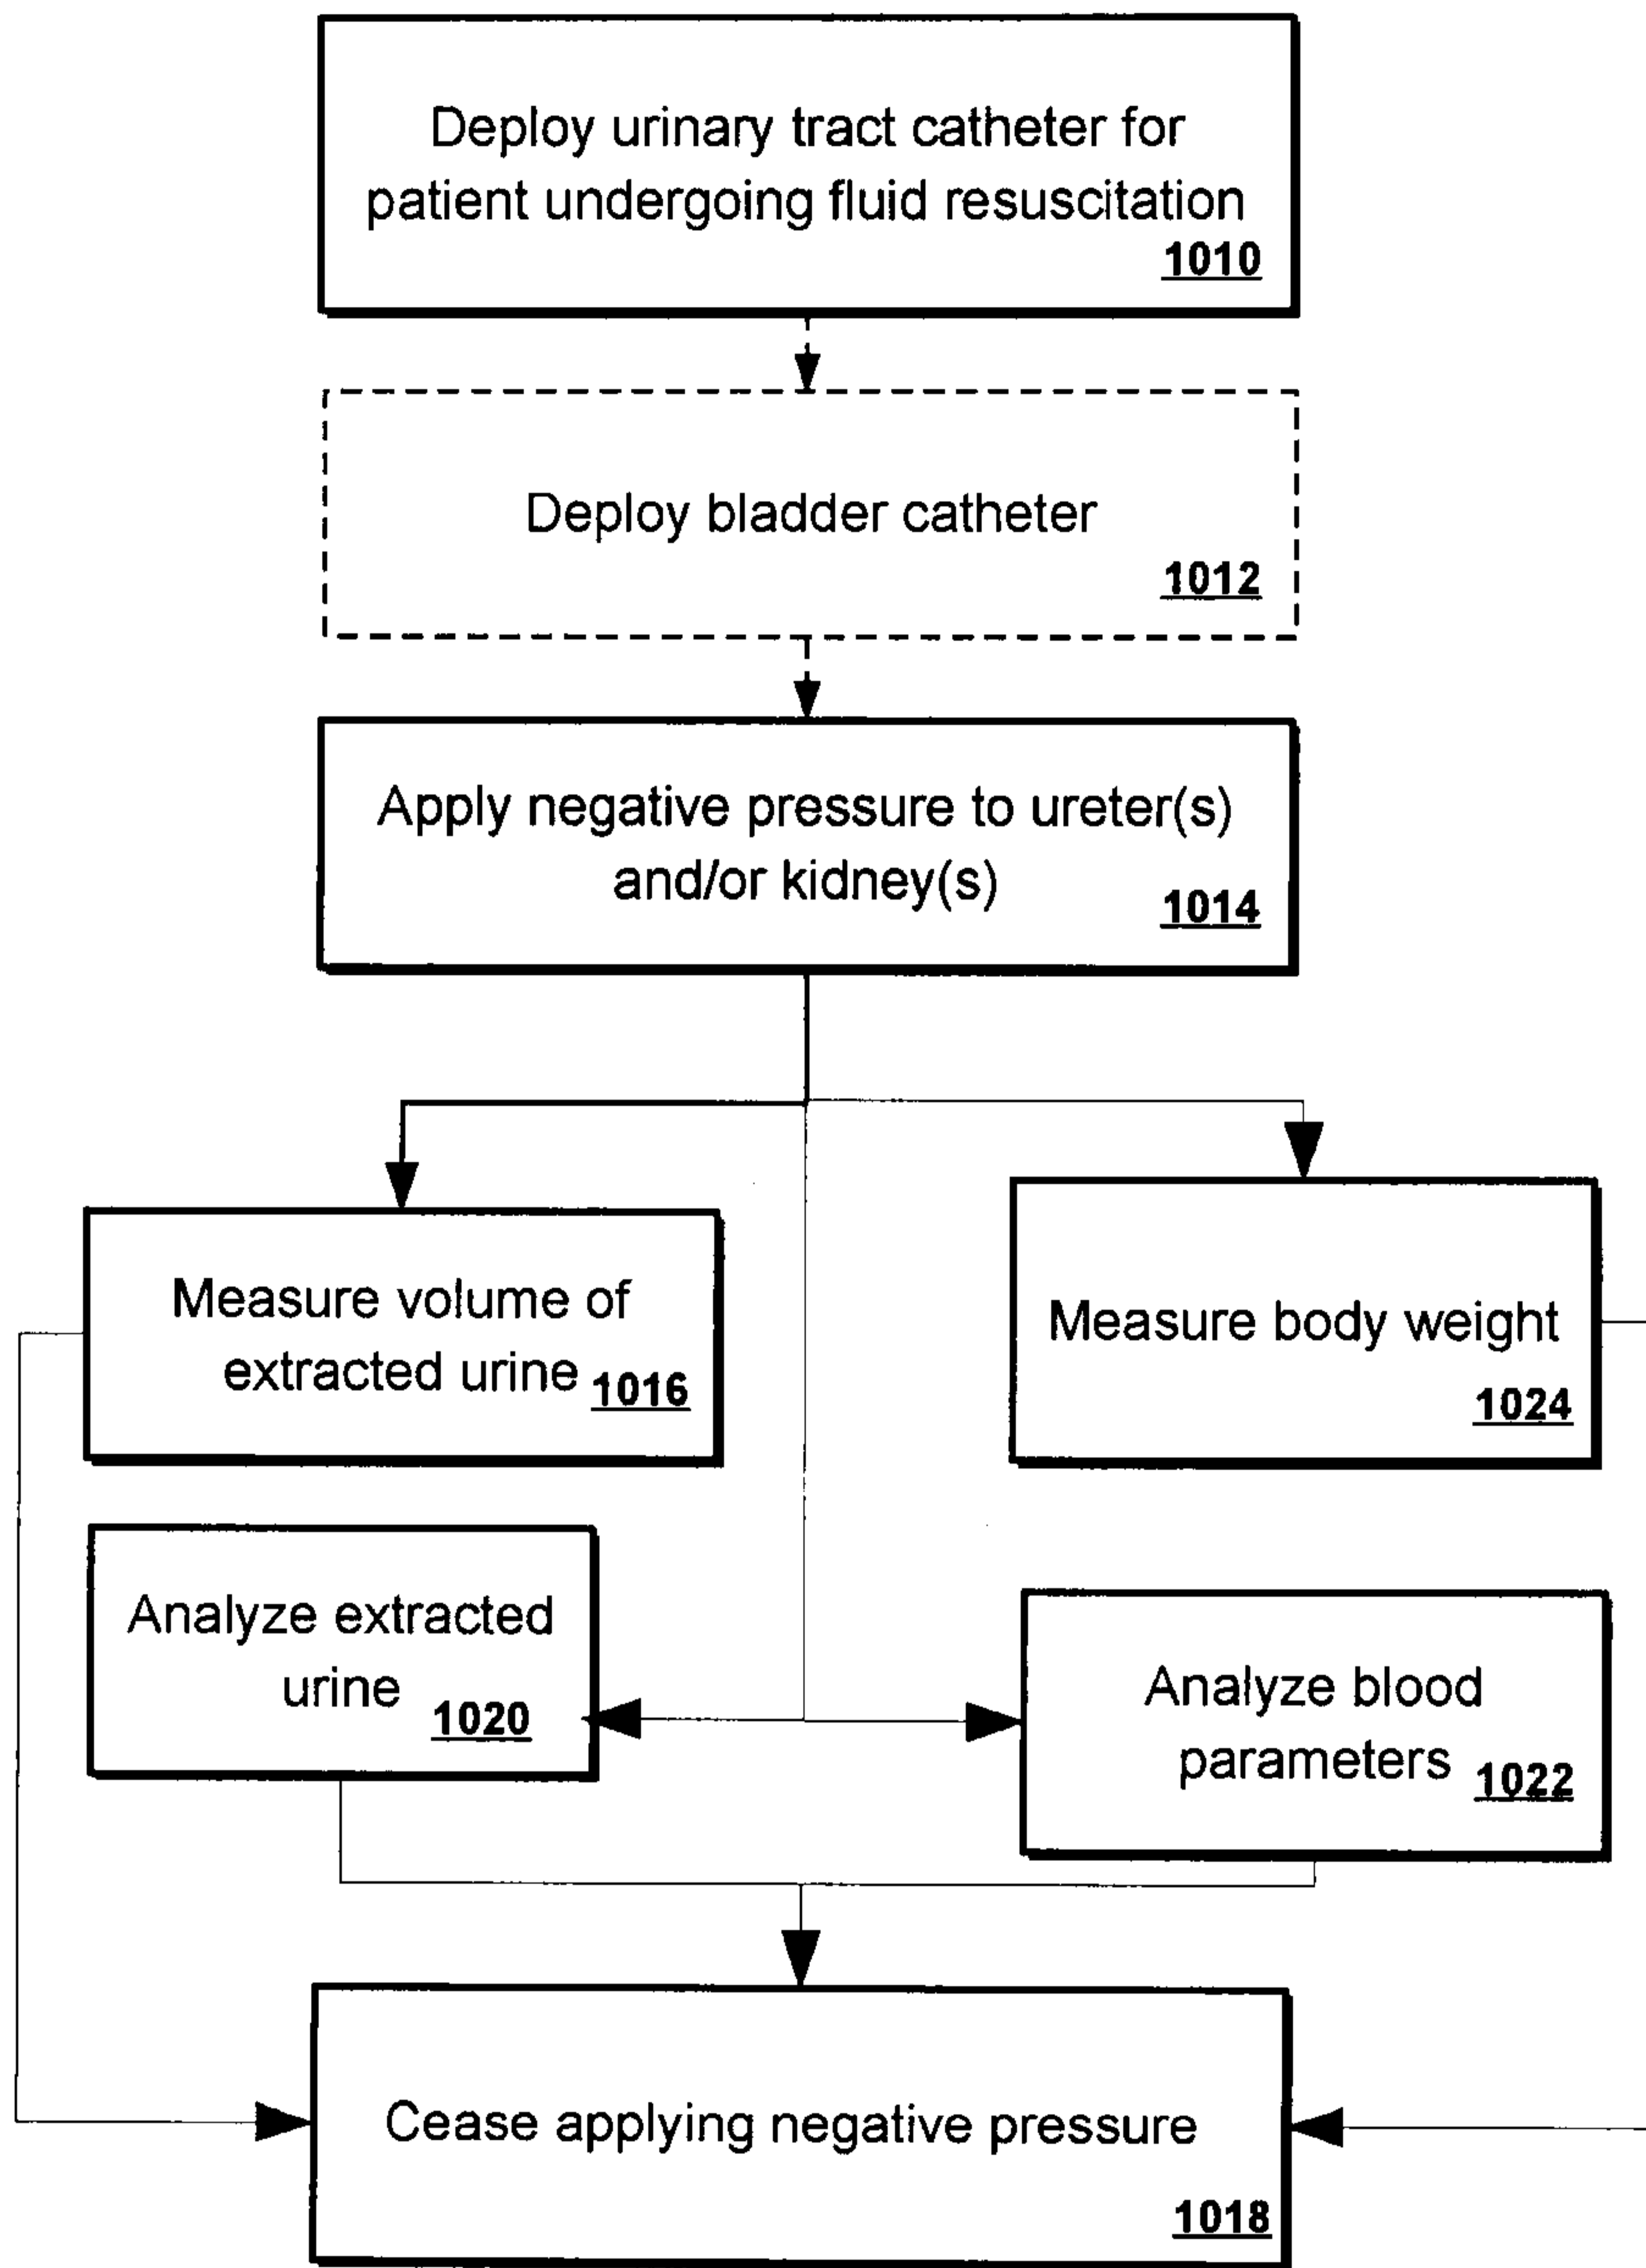 Deploy urinary tract catheter for
patient undergoing fluid resuscitation
1010
Deploy bladder catheter
1012
Apply negative pressure to ureter(s)
and/or kidney(s)
1014
Measure volume of
extracted urine 1016
Measure body weight
1024
Analyze extracted
urine 1020
Analyze blood
parameters 1022
Cease applying negative pressure
1018